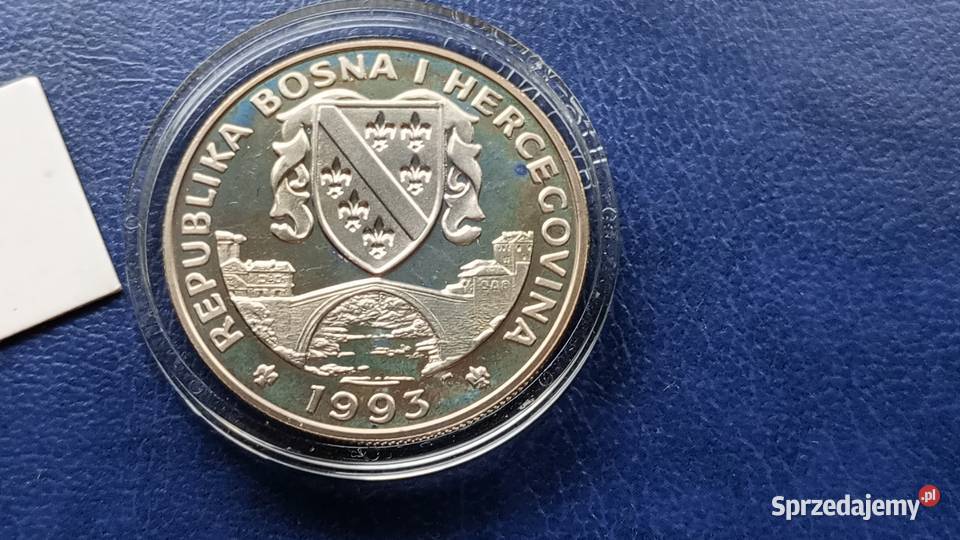 REPUBLIKA BOSNA I HERCEGOVINA
1993
Sprzedajemy.pl